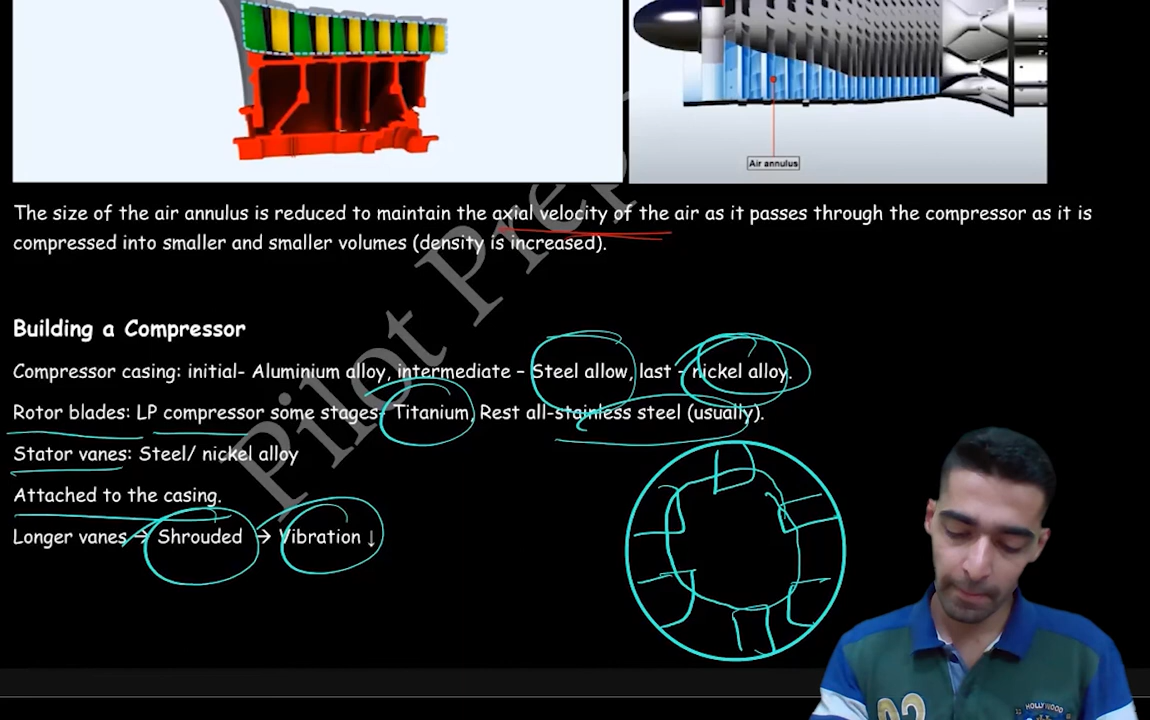 Air annulus
The size of the air annulus is reduced to maintain the axial velocity of the air as it passes through the compressor as it is
compressed into smaller and smaller volumes (density is increased).
Pilot Prep
Building a Compressor
Compressor casing: initial- Aluminium alloy, intermediate – Steel allow, last – nickel alloy.
Rotor blades: LP compressor some stages- Titanium, Rest all-stainless steel (usually).
Stator vanes: Steel/ nickel alloy
Attached to the casing.
Longer vanes → Shrouded → Vibration ↓
HOLLYWOOD